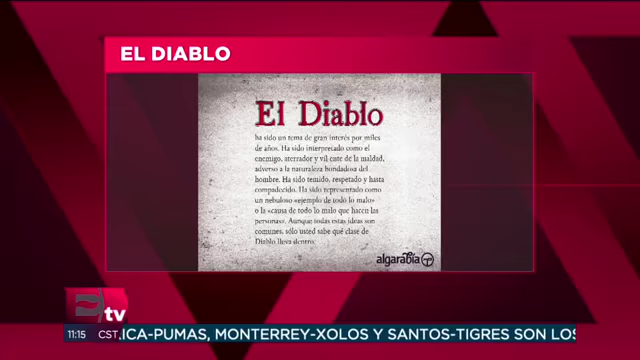 EL DIABLO
El Diablo
ha sido un tema de gran interés por miles
de años. Ha sido interpretado como el
enemigo, aterrador y vil ente de la maldad,
adverso a la naturaleza bondadosa del
hombre. Ha sido temido, respetado y hasta
compadecido. Ha sido representado como
un nebuloso «ejemplo de todo lo malo»
o la «causa de todo lo malo que hacen las
personas». Aunque todas estas ideas son
comunes, sólo usted sabe qué clase de
Diablo lleva dentro.
algarabía
tv
11:15 CST. ICA-PUMAS, MONTERREY-XOLOS Y SANTOS-TIGRES SON LOS